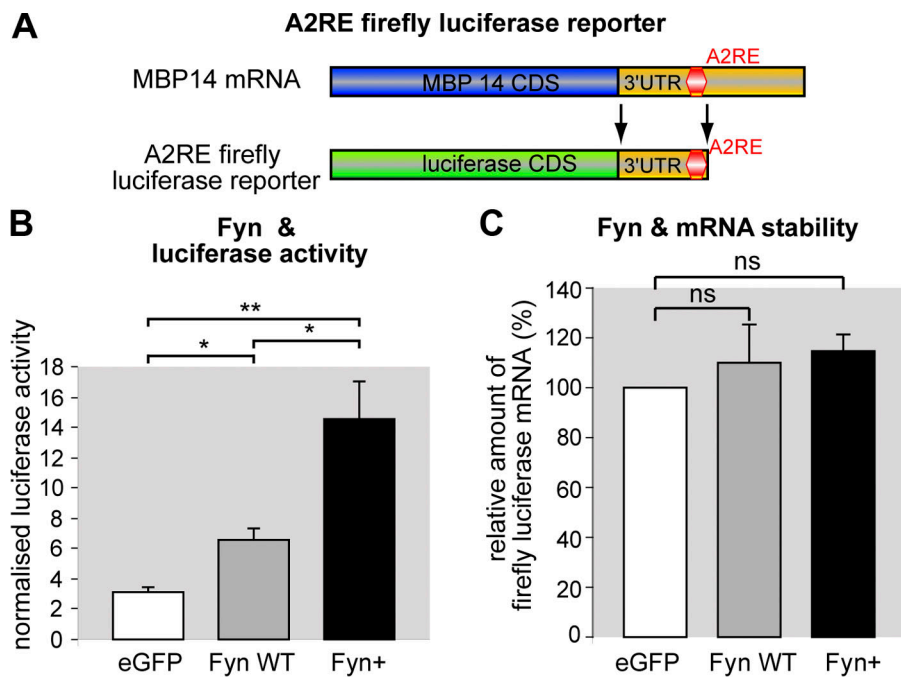 A
A2RE firefly luciferase reporter
MBP14 mRNA
MBP 14 CDS
3'UTR
A2RE
A2RE firefly
luciferase reporter
luciferase CDS
3'UTR
A2RE
B
Fyn &
luciferase activity
**
*
*
normalised luciferase activity
18
16
14
12
10
8
6
4
2
0
eGFP
Fyn WT
Fyn+
C
Fyn & mRNA stability
ns
ns
relative amount of
firefly luciferase mRNA (%)
140
120
100
80
60
40
20
0
eGFP
Fyn WT
Fyn+